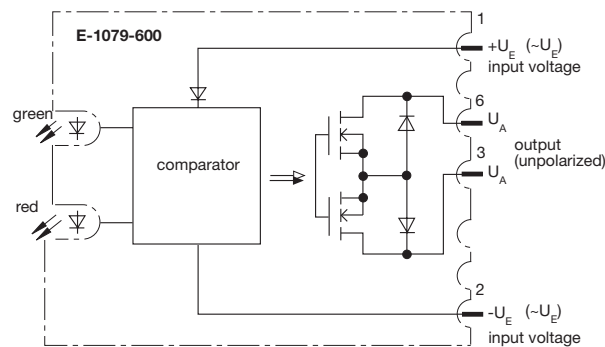 1
E-1079-600
+U_E (~U_E)
input voltage
green
6
U_A
output
(unpolarized)
comparator
3
U_A
red
2
-U_E (~U_E)
input voltage